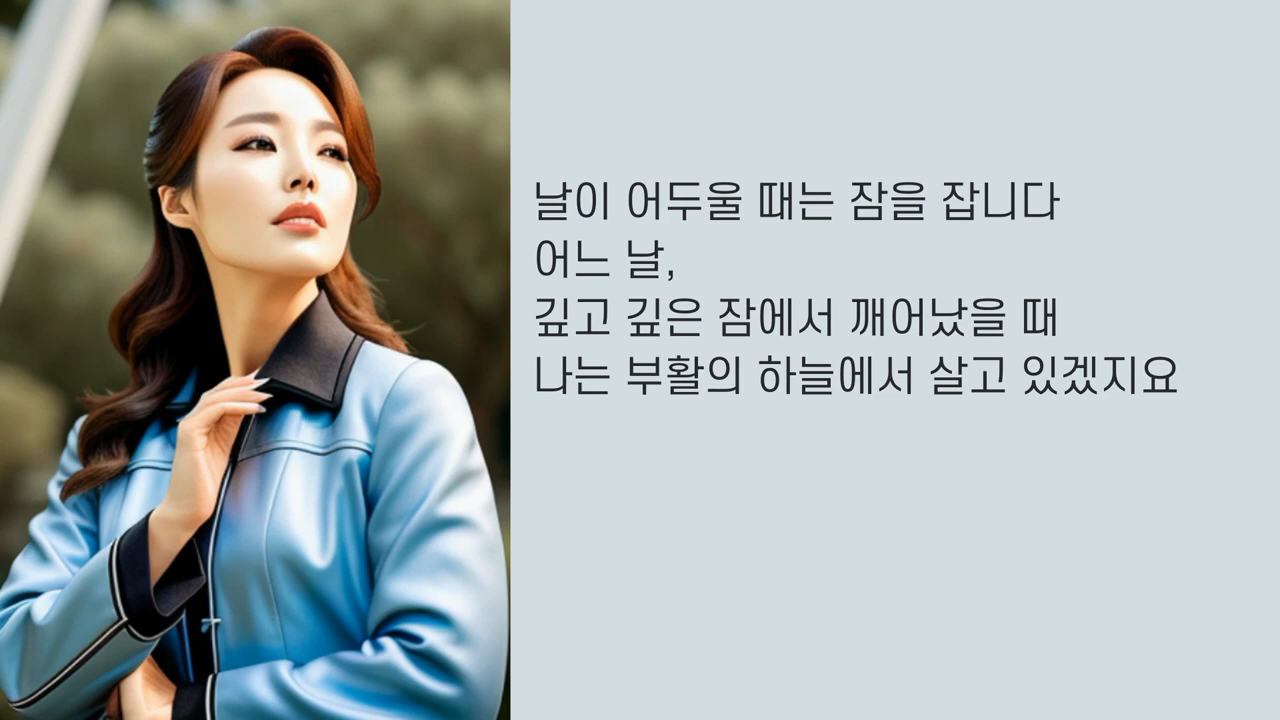 날이 어두울 때는 잠을 잡니다
어느 날,
깊고 깊은 잠에서 깨어났을 때
나는 부활의 하늘에서 살고 있겠지요